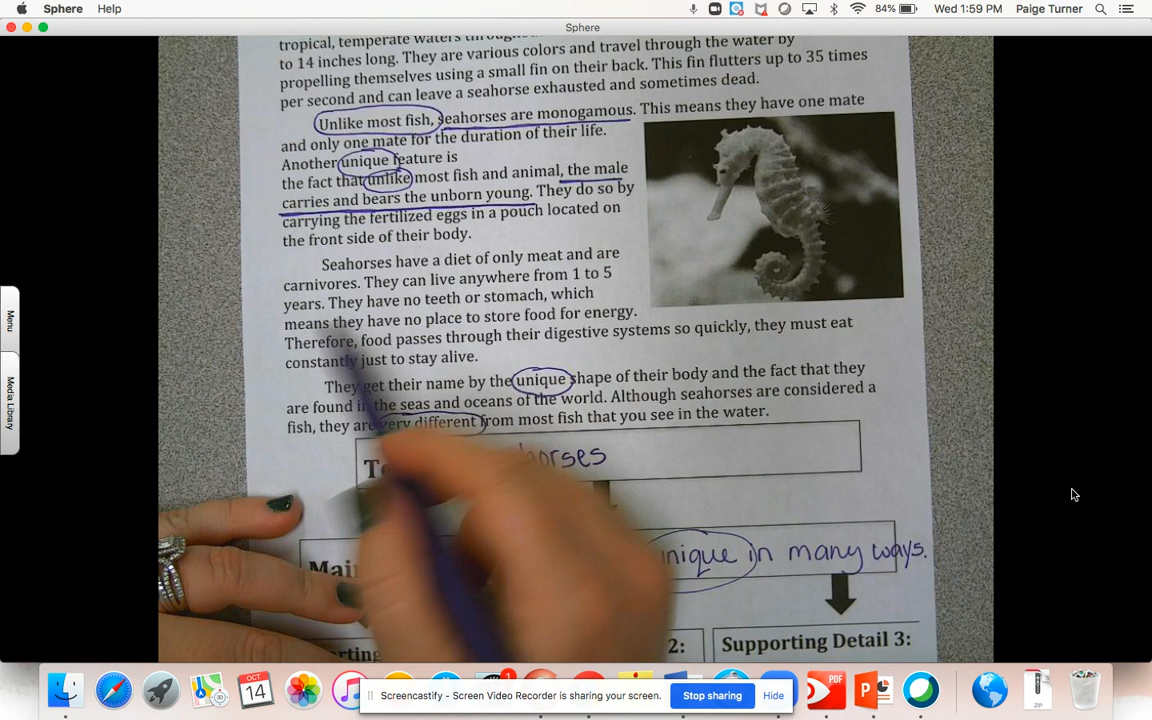 Sphere Help 84% Wed 1:59 PM Paige Turner
Sphere
tropical, temperate waters
to 14 inches long. They are various colors and travel through the water by
propelling themselves using a small fin on their back. This fin flutters up to 35 times
per second and can leave a seahorse exhausted and sometimes dead.
Unlike most fish, seahorses are monogamous. This means they have one mate
and only one mate for the duration of their life.
Another unique feature is
the fact that unlike most fish and animal, the male
carries and bears the unborn young. They do so by
carrying the fertilized eggs in a pouch located on
the front side of their body.
Seahorses have a diet of only meat and are
carnivores. They can live anywhere from 1 to 5
years. They have no teeth or stomach, which
means they have no place to store food for energy.
Therefore, food passes through their digestive systems so quickly, they must eat
constantly just to stay alive.
They get their name by the unique shape of their body and the fact that they
are found in the seas and oceans of the world. Although seahorses are considered a
fish, they are very different from most fish that you see in the water.
horses
unique in many ways.
2:
Supporting Detail 3:
Menu
Media Library
OCT
14
1
PDF
ZIP
Screencastify - Screen Video Recorder is sharing your screen.
Stop sharing
Hide